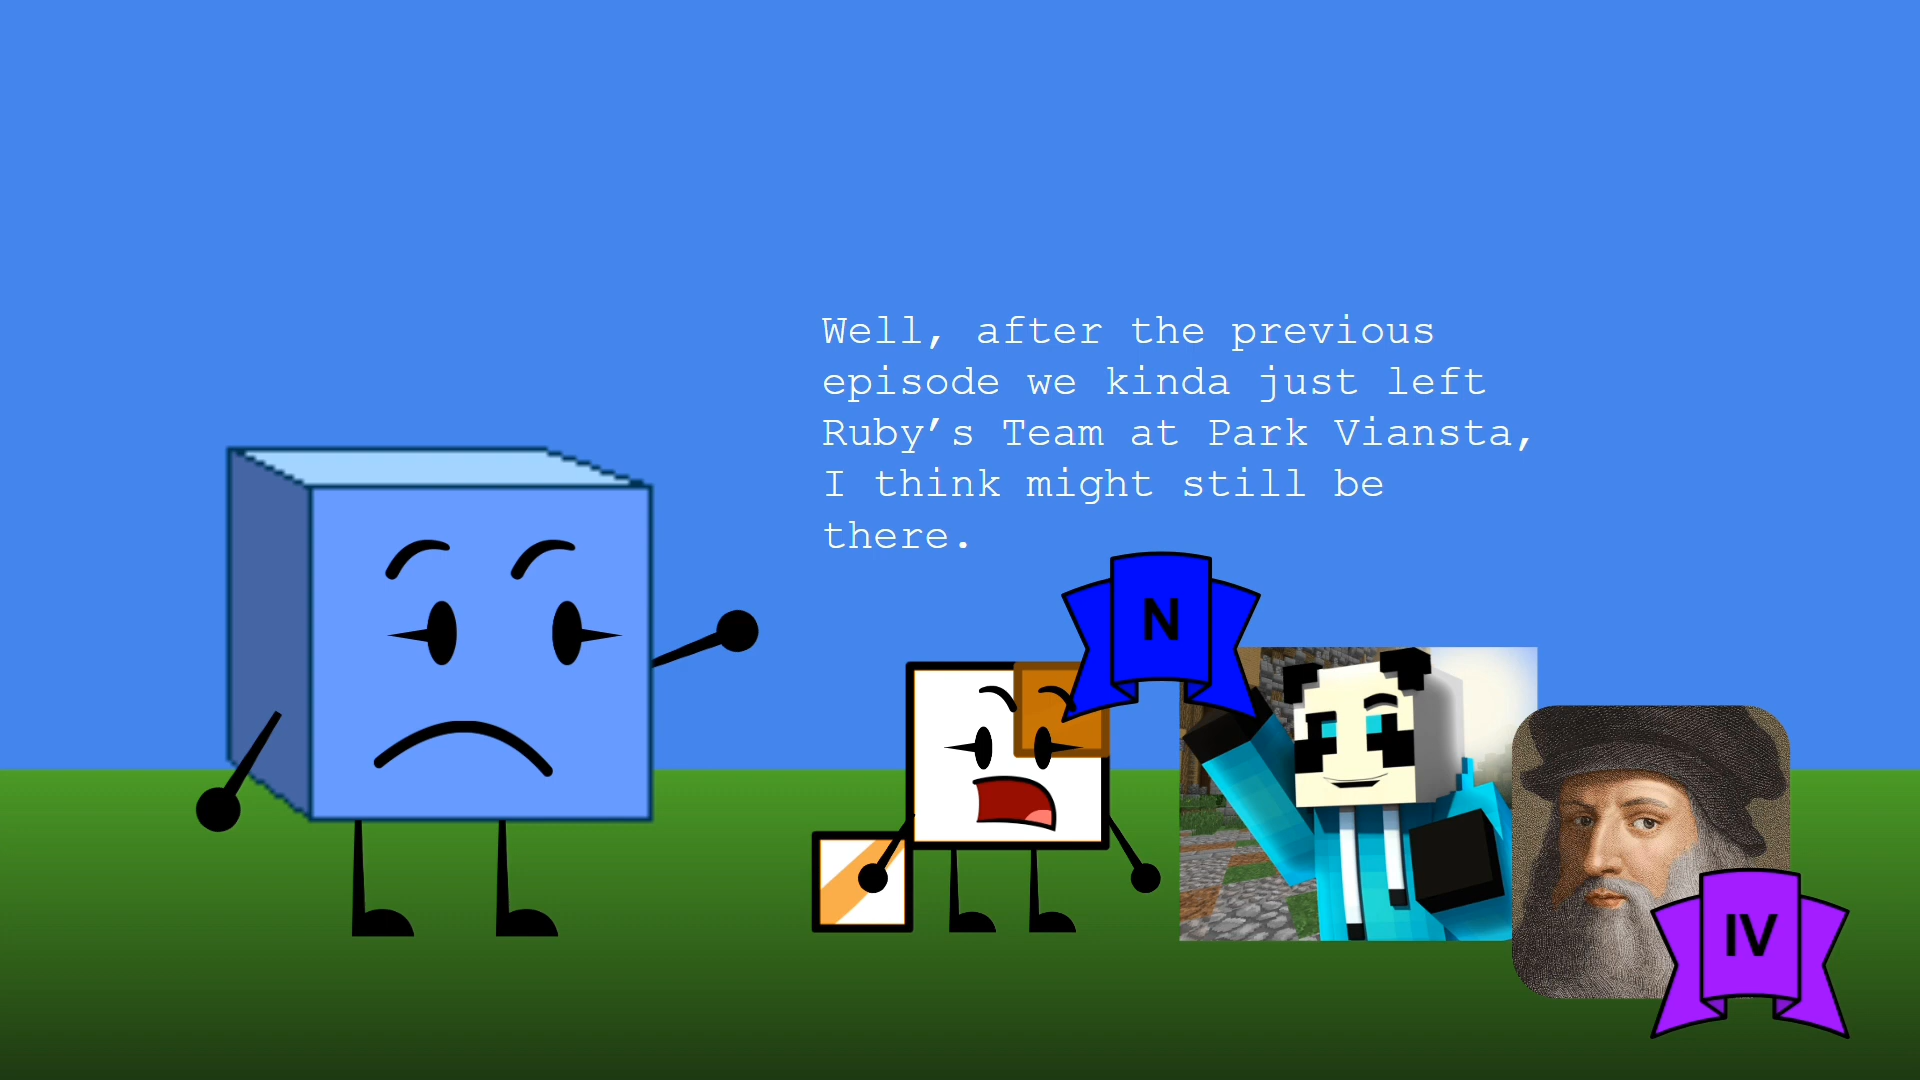 Well, after the previous
episode we kinda just left
Ruby’s Team at Park Viansta,
I think might still be
there.
N
IV